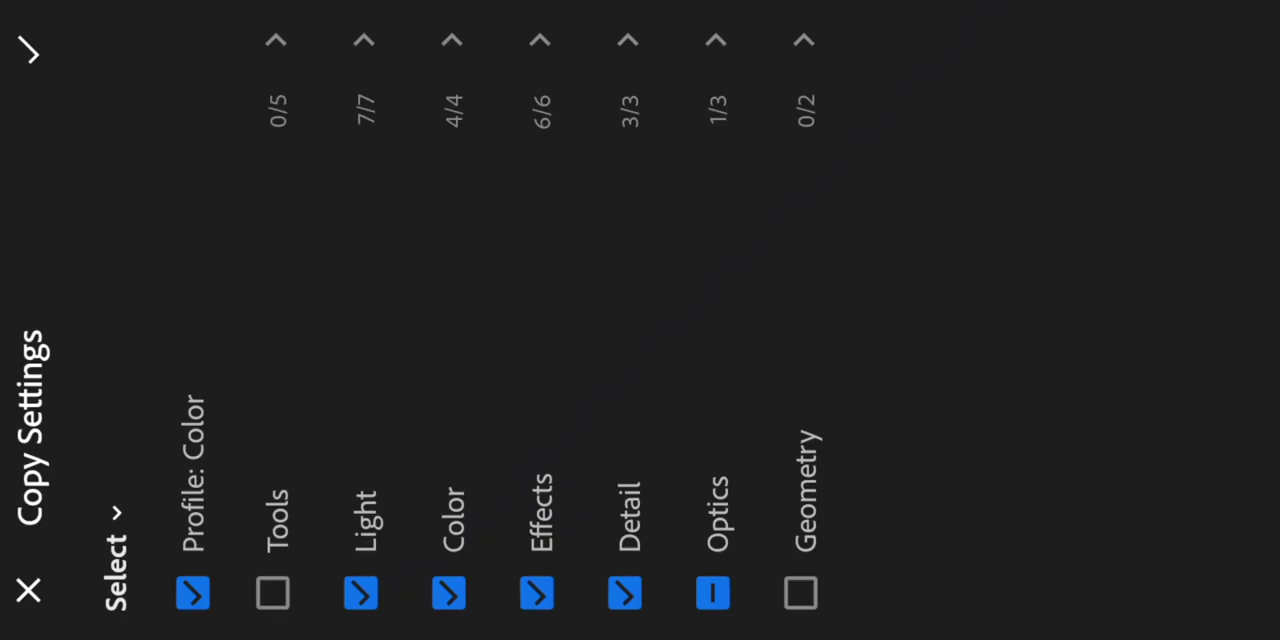 Copy Settings
Select
Profile: Color
Tools 0/5
Light 7/7
Color 4/4
Effects 6/6
Detail 3/3
Optics 1/3
Geometry 0/2